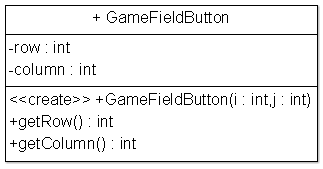 + GameFieldButton
-row : int
-column : int
<<create>> +GameFieldButton(i : int,j : int)
+getRow() : int
+getColumn() : int